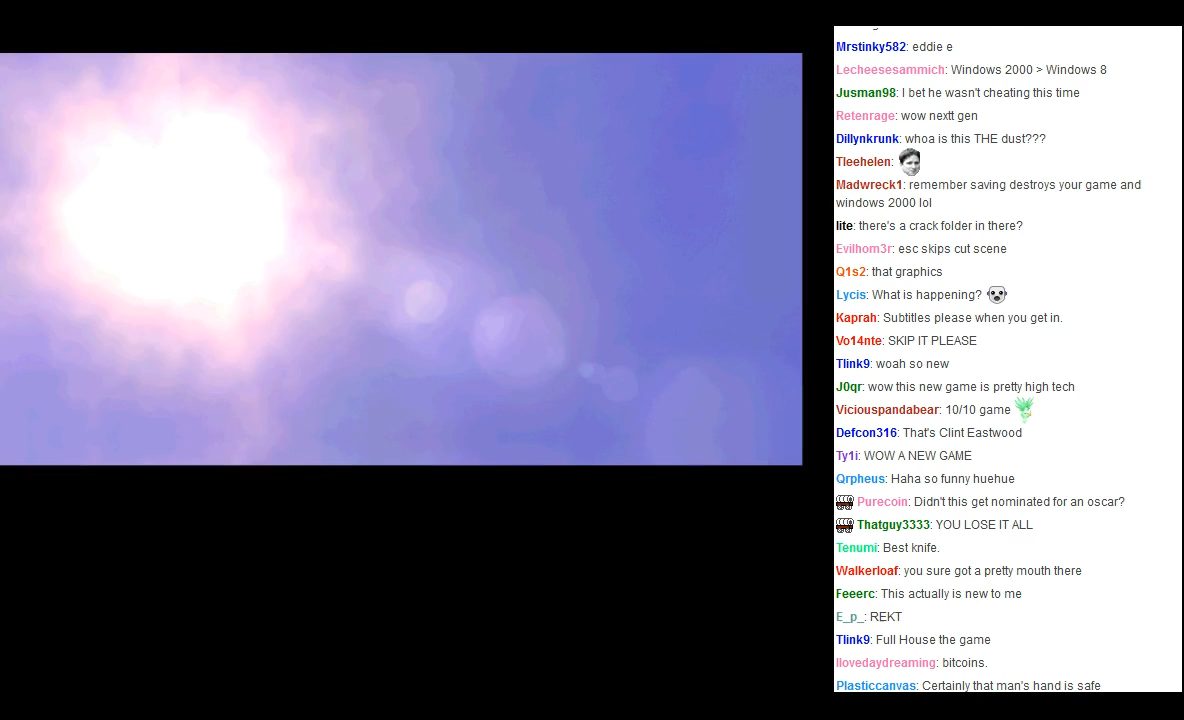 Mrstinky582: eddie e
Lecheesesammich: Windows 2000 > Windows 8
Jusman98: I bet he wasn't cheating this time
Retenrage: wow nextt gen
Dillynkrunk: whoa is this THE dust???
Tleehelen:
Madwreck1: remember saving destroys your game and
windows 2000 lol
lite: there's a crack folder in there?
Evilhom3r: esc skips cut scene
Q1s2: that graphics
Lycis: What is happening?
Kaprah: Subtitles please when you get in.
Vo14nte: SKIP IT PLEASE
Tlink9: woah so new
J0qr: wow this new game is pretty high tech
Viciouspandabear: 10/10 game
Defcon316: That's Clint Eastwood
Ty1i: WOW A NEW GAME
Qrpheus: Haha so funny huehue
Purecoin: Didn't this get nominated for an oscar?
Thatguy3333: YOU LOSE IT ALL
Tenumi: Best knife.
Walkerloaf: you sure got a pretty mouth there
Feeerc: This actually is new to me
E_p_: REKT
Tlink9: Full House the game
Ilovedaydreaming: bitcoins.
Plasticcanvas: Certainly that man's hand is safe